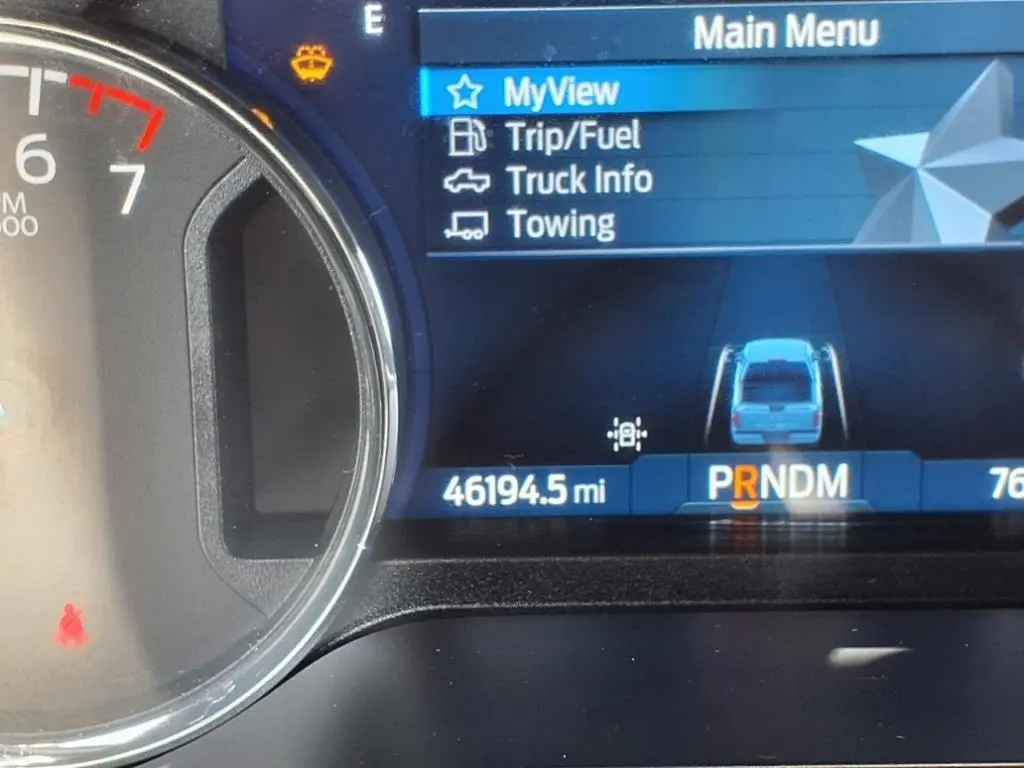 E
Main Menu
MyView
Trip/Fuel
Truck Info
Towing
6
7
46194.5 mi
PRNDM
76